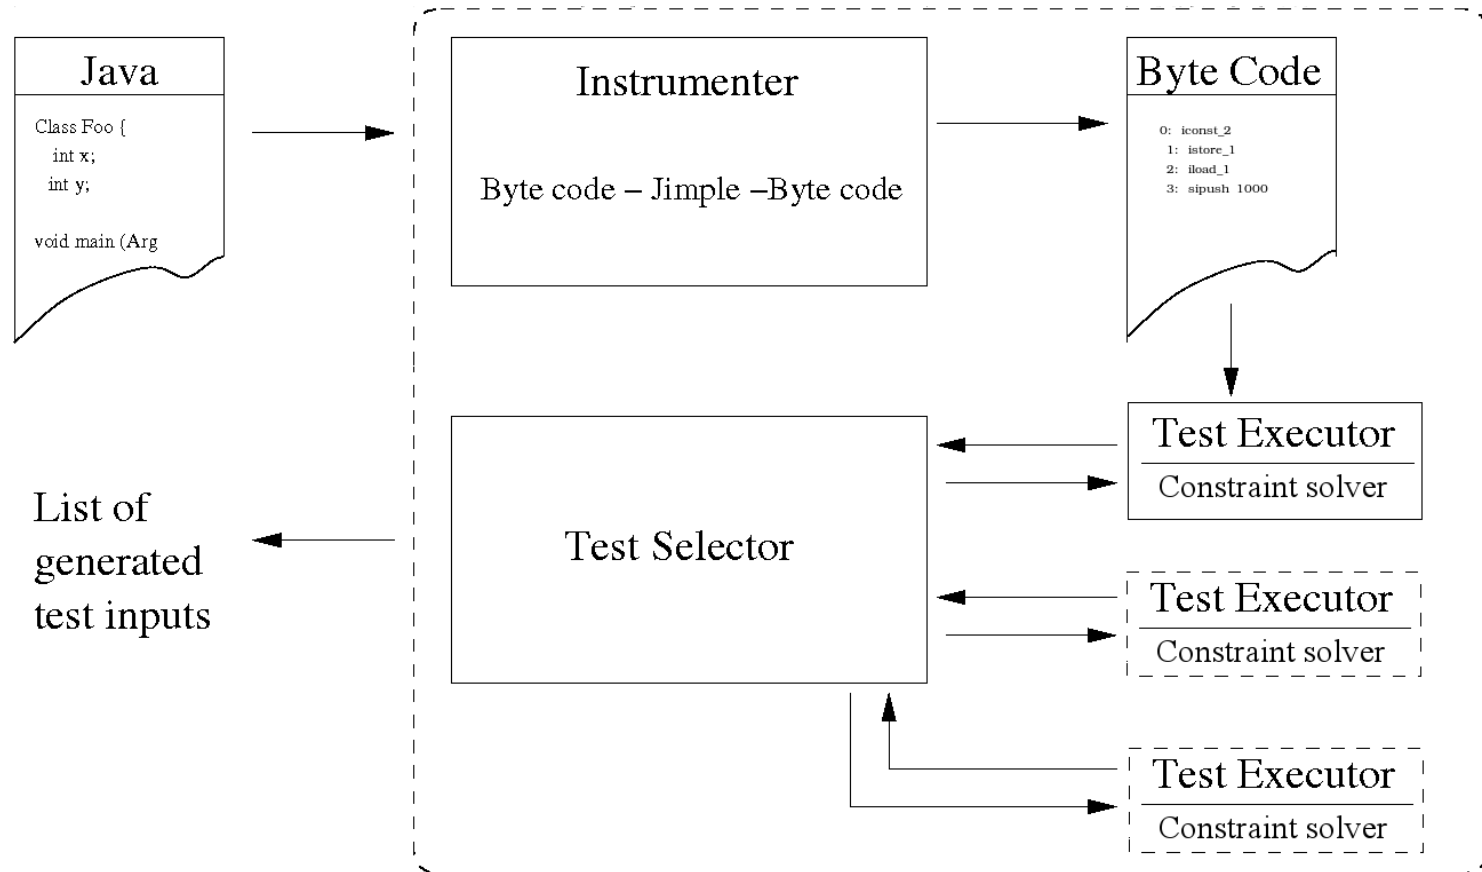 Java
Class Foo {
int x;
int y;
void main (Arg
Instrumenter
Byte code – Jimple –Byte code
Byte Code
0: iconst_2
1: istore_1
2: iload_1
3: sipush 1000
List of
generated
test inputs
Test Selector
Test Executor
Constraint solver
Test Executor
Constraint solver
Test Executor
Constraint solver